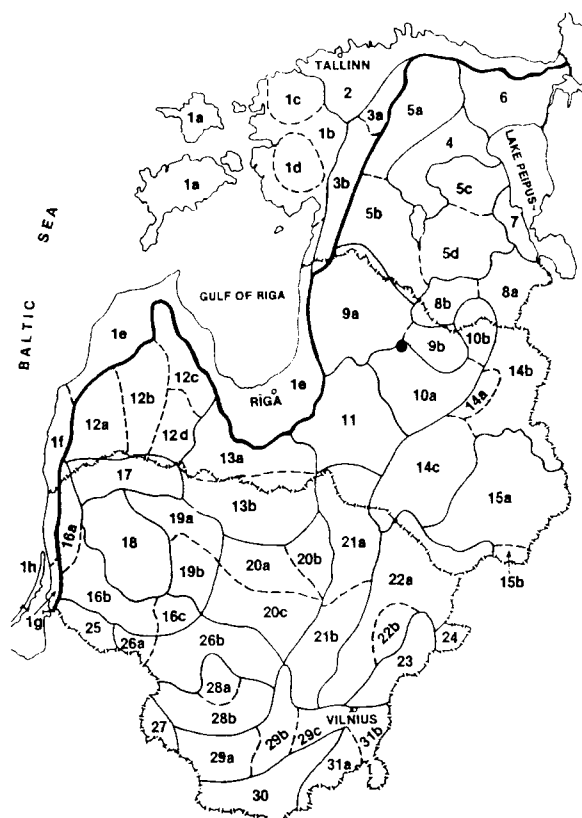 TALLINN
1c
2
6
1a
3a
5a
1b
4
LAKE PEIPUS
1d
1a
3b
5c
5b
7
5d
BALTIC SEA
GULF OF RIGA
8a
8b
9a
1e
10b
9b
12c
1e
14b
RĪGA
10a
12b
14a
12a
11
1f
12d
13a
14c
17
15a
13b
16a
19a
18
21a
20a
20b
1h
19b
22a
15b
16b
16c
20c
1g
25
22b
21b
24
26a
26b
23
28a
28b
VILNIUS
27
29b
29c
31b
29a
31a
30